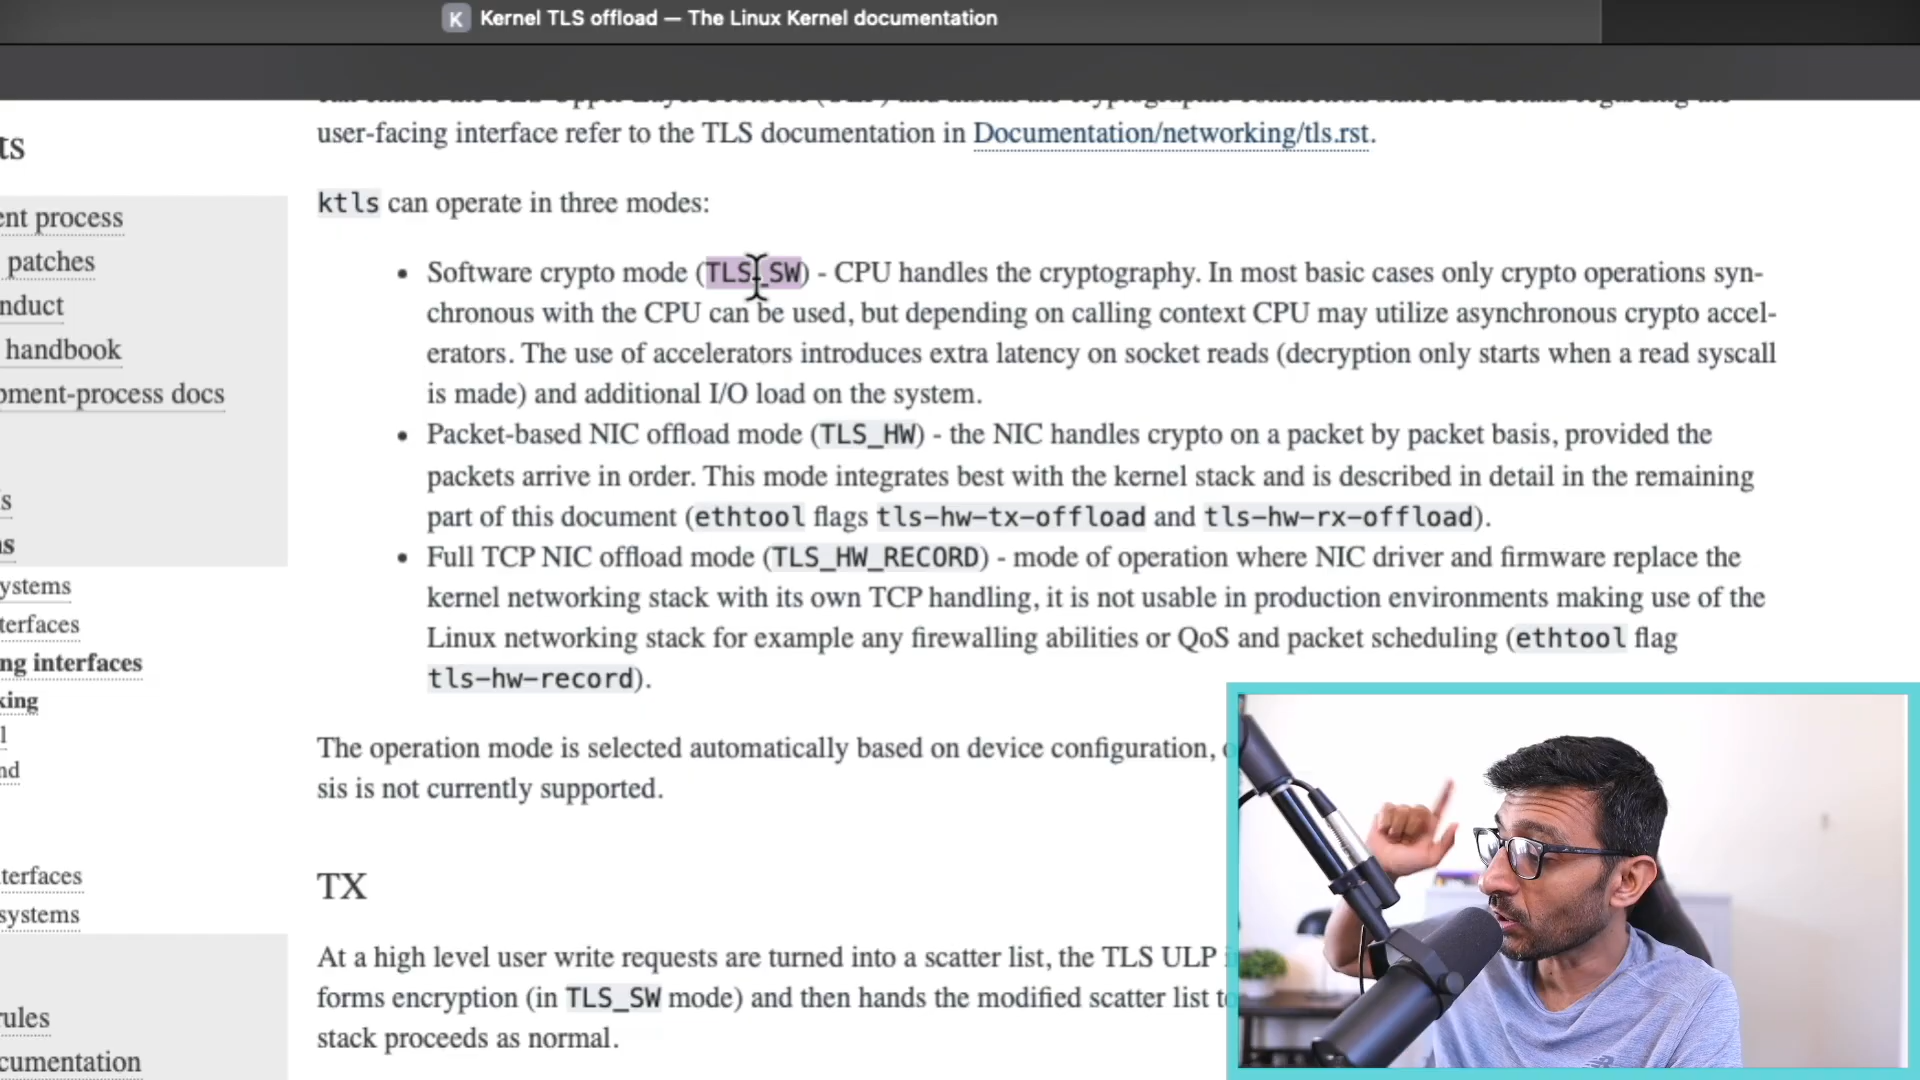 K Kernel TLS offload — The Linux Kernel documentation
user-facing interface refer to the TLS documentation in Documentation/networking/tls.rst.
ktls can operate in three modes:
• Software crypto mode (TLS_SW) - CPU handles the cryptography. In most basic cases only crypto operations syn-
chronous with the CPU can be used, but depending on calling context CPU may utilize asynchronous crypto accel-
erators. The use of accelerators introduces extra latency on socket reads (decryption only starts when a read syscall
is made) and additional I/O load on the system.
• Packet-based NIC offload mode (TLS_HW) - the NIC handles crypto on a packet by packet basis, provided the
packets arrive in order. This mode integrates best with the kernel stack and is described in detail in the remaining
part of this document (ethtool flags tls-hw-tx-offload and tls-hw-rx-offload).
• Full TCP NIC offload mode (TLS_HW_RECORD) - mode of operation where NIC driver and firmware replace the
kernel networking stack with its own TCP handling, it is not usable in production environments making use of the
Linux networking stack for example any firewalling abilities or QoS and packet scheduling (ethtool flag
tls-hw-record).
The operation mode is selected automatically based on device configuration,
sis is not currently supported.
TX
At a high level user write requests are turned into a scatter list, the TLS ULP
forms encryption (in TLS_SW mode) and then hands the modified scatter list
stack proceeds as normal.
ts
ent process
patches
nduct
handbook
pment-process docs
s
ns
ystems
terfaces
ng interfaces
king
l
nd
terfaces
systems
rules
cumentation